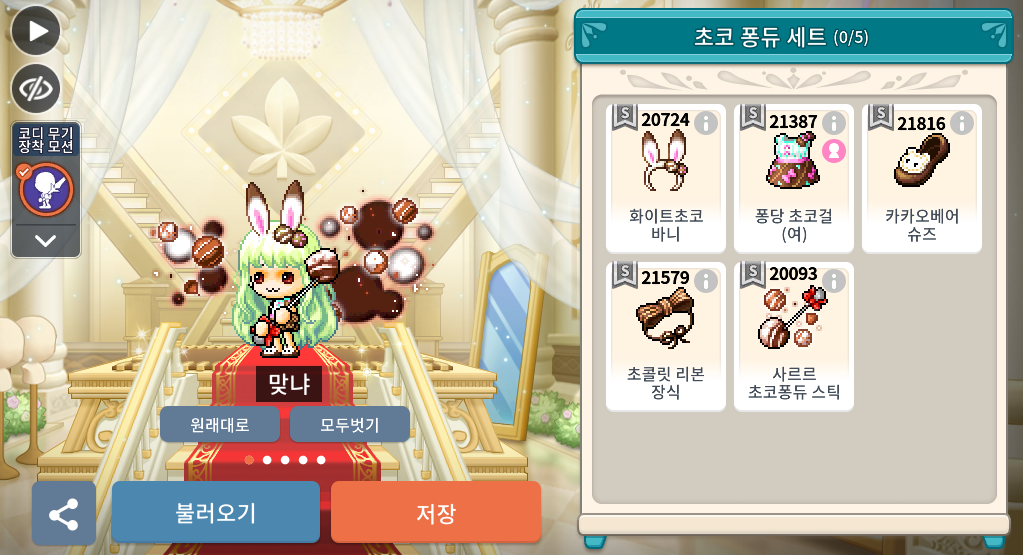 코디 무기
장착 모션
맞냐
원래대로
모두벗기
불러오기
저장
초코 퐁듀 세트 (0/5)
S 20724
화이트초코
바니
S 21387
퐁당 초코걸
(여)
S 21816
카카오베어
슈즈
S 21579
초콜릿 리본
장식
S 20093
사르르
초코퐁듀 스틱